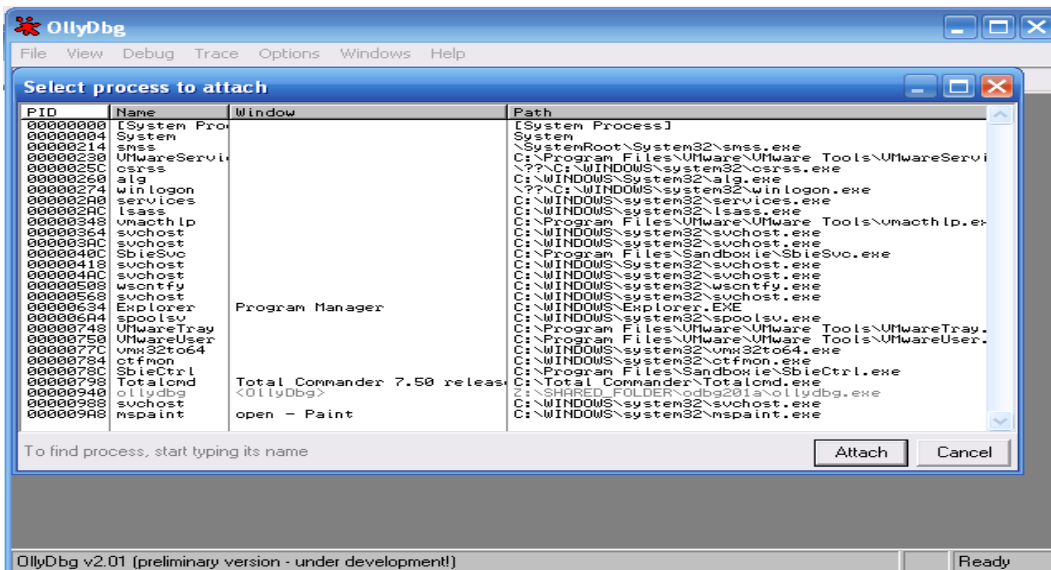 OllyDbg
File View Debug Trace Options Windows Help
Select process to attach
PID Name Window Path
00000000 [System Pro [System Process]
00000004 System System
00000214 smss \SystemRoot\System32\smss.exe
00000230 VMwareServi C:\Program Files\VMware\VMware Tools\VMwareServi
0000025C csrss \??\C:\WINDOWS\system32\csrss.exe
00000260 alg C:\WINDOWS\System32\alg.exe
00000274 winlogon \??\C:\WINDOWS\system32\winlogon.exe
000002A0 services C:\WINDOWS\system32\services.exe
000002AC lsass C:\WINDOWS\system32\lsass.exe
00000348 vmacthlp C:\Program Files\VMware\VMware Tools\vmacthlp.ex
00000364 svchost C:\WINDOWS\system32\svchost.exe
000003AC svchost C:\WINDOWS\system32\svchost.exe
0000040C SbieSvc C:\Program Files\Sandboxie\SbieSvc.exe
00000418 svchost C:\WINDOWS\System32\svchost.exe
000004AC svchost C:\WINDOWS\system32\svchost.exe
00000508 wscntfy C:\WINDOWS\system32\wscntfy.exe
00000568 svchost C:\WINDOWS\system32\svchost.exe
00000634 Explorer Program Manager C:\WINDOWS\Explorer.EXE
000006A4 spoolsv C:\WINDOWS\system32\spoolsv.exe
00000748 VMwareTray C:\Program Files\VMware\VMware Tools\VMwareTray.
00000750 VMwareUser C:\Program Files\VMware\VMware Tools\VMwareUser.
0000077C vmx32to64 C:\WINDOWS\system32\vmx32to64.exe
00000784 ctfmon C:\WINDOWS\system32\ctfmon.exe
0000078C SbieCtrl C:\Program Files\Sandboxie\SbieCtrl.exe
00000798 Totalcmd Total Commander 7.50 releas C:\Total Commander\Totalcmd.exe
00000940 ollydbg <OllyDbg> Z:\SHARED_FOLDER\odbg201a\ollydbg.exe
00000988 svchost C:\WINDOWS\system32\svchost.exe
000009A8 mspaint open - Paint C:\WINDOWS\system32\mspaint.exe
To find process, start typing its name Attach Cancel
OllyDbg v2.01 (preliminary version - under development!) Ready